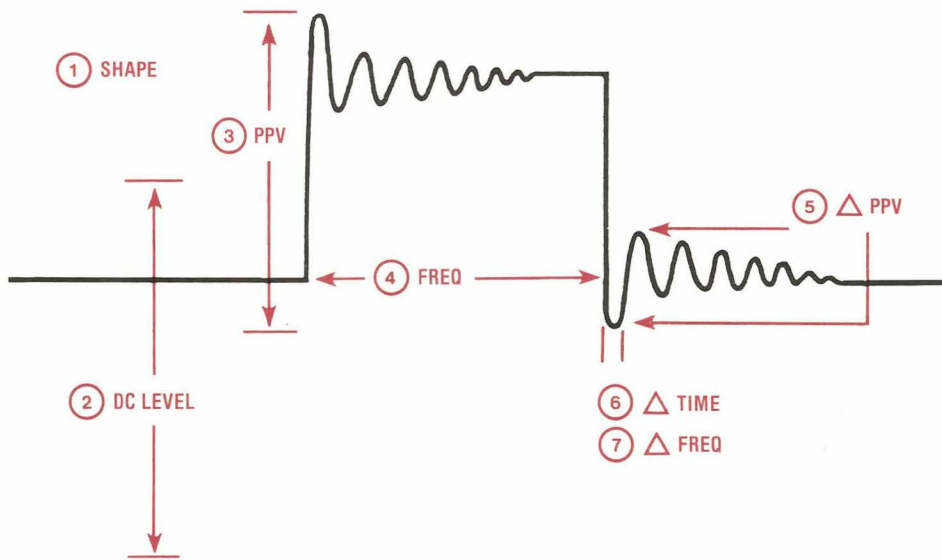 ① SHAPE
③ PPV
⑤ △ PPV
④ FREQ
② DC LEVEL
⑥ △ TIME
⑦ △ FREQ